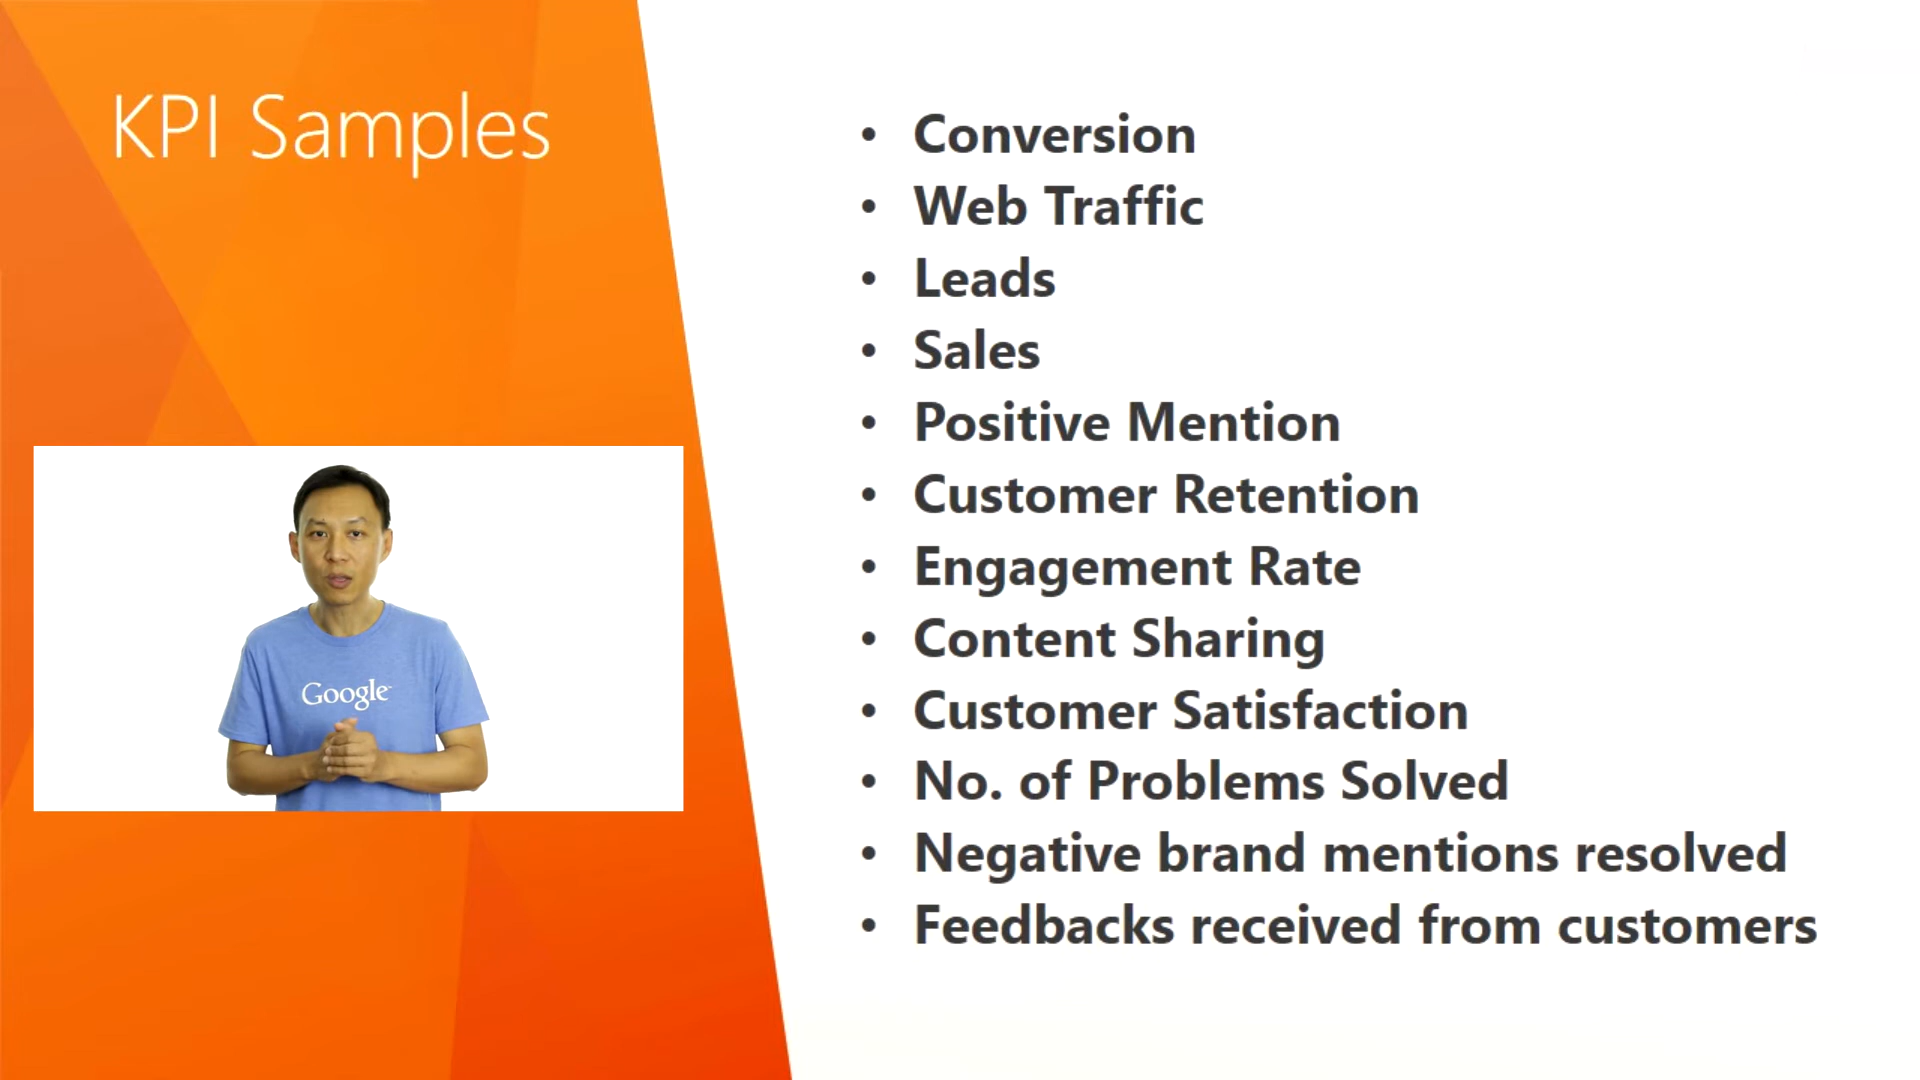 KPI Samples
• Conversion
• Web Traffic
• Leads
• Sales
• Positive Mention
• Customer Retention
• Engagement Rate
• Content Sharing
• Customer Satisfaction
• No. of Problems Solved
• Negative brand mentions resolved
• Feedbacks received from customers
Google